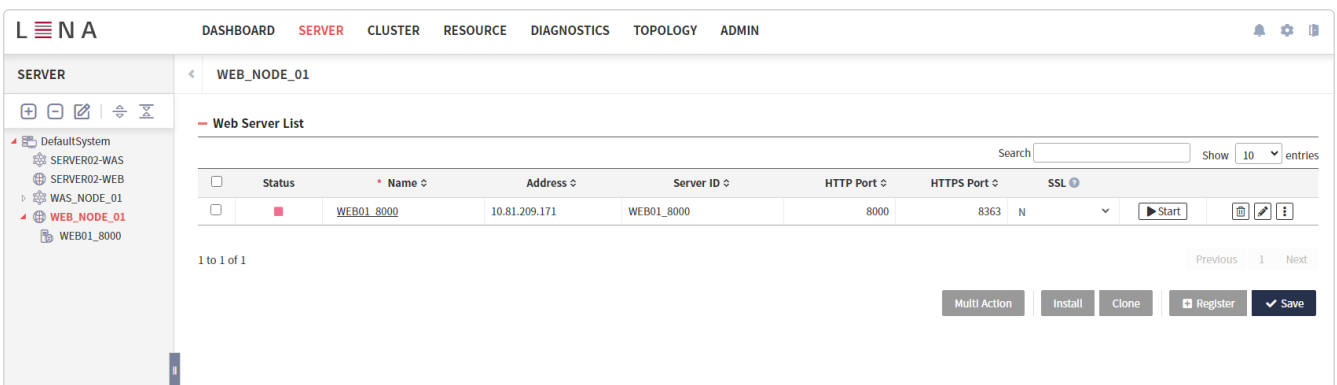 LENA
DASHBOARD SERVER CLUSTER RESOURCE DIAGNOSTICS TOPOLOGY ADMIN
SERVER
WEB_NODE_01
DefaultSystem
SERVER02-WAS
SERVER02-WEB
WAS_NODE_01
WEB_NODE_01
WEB01_8000
Web Server List
Search Show 10 entries
Status * Name Address Server ID HTTP Port HTTPS Port SSL
WEB01_8000 10.81.209.171 WEB01_8000 8000 8363 N Start
1 to 1 of 1
Previous 1 Next
Multi Action Install Clone Register Save